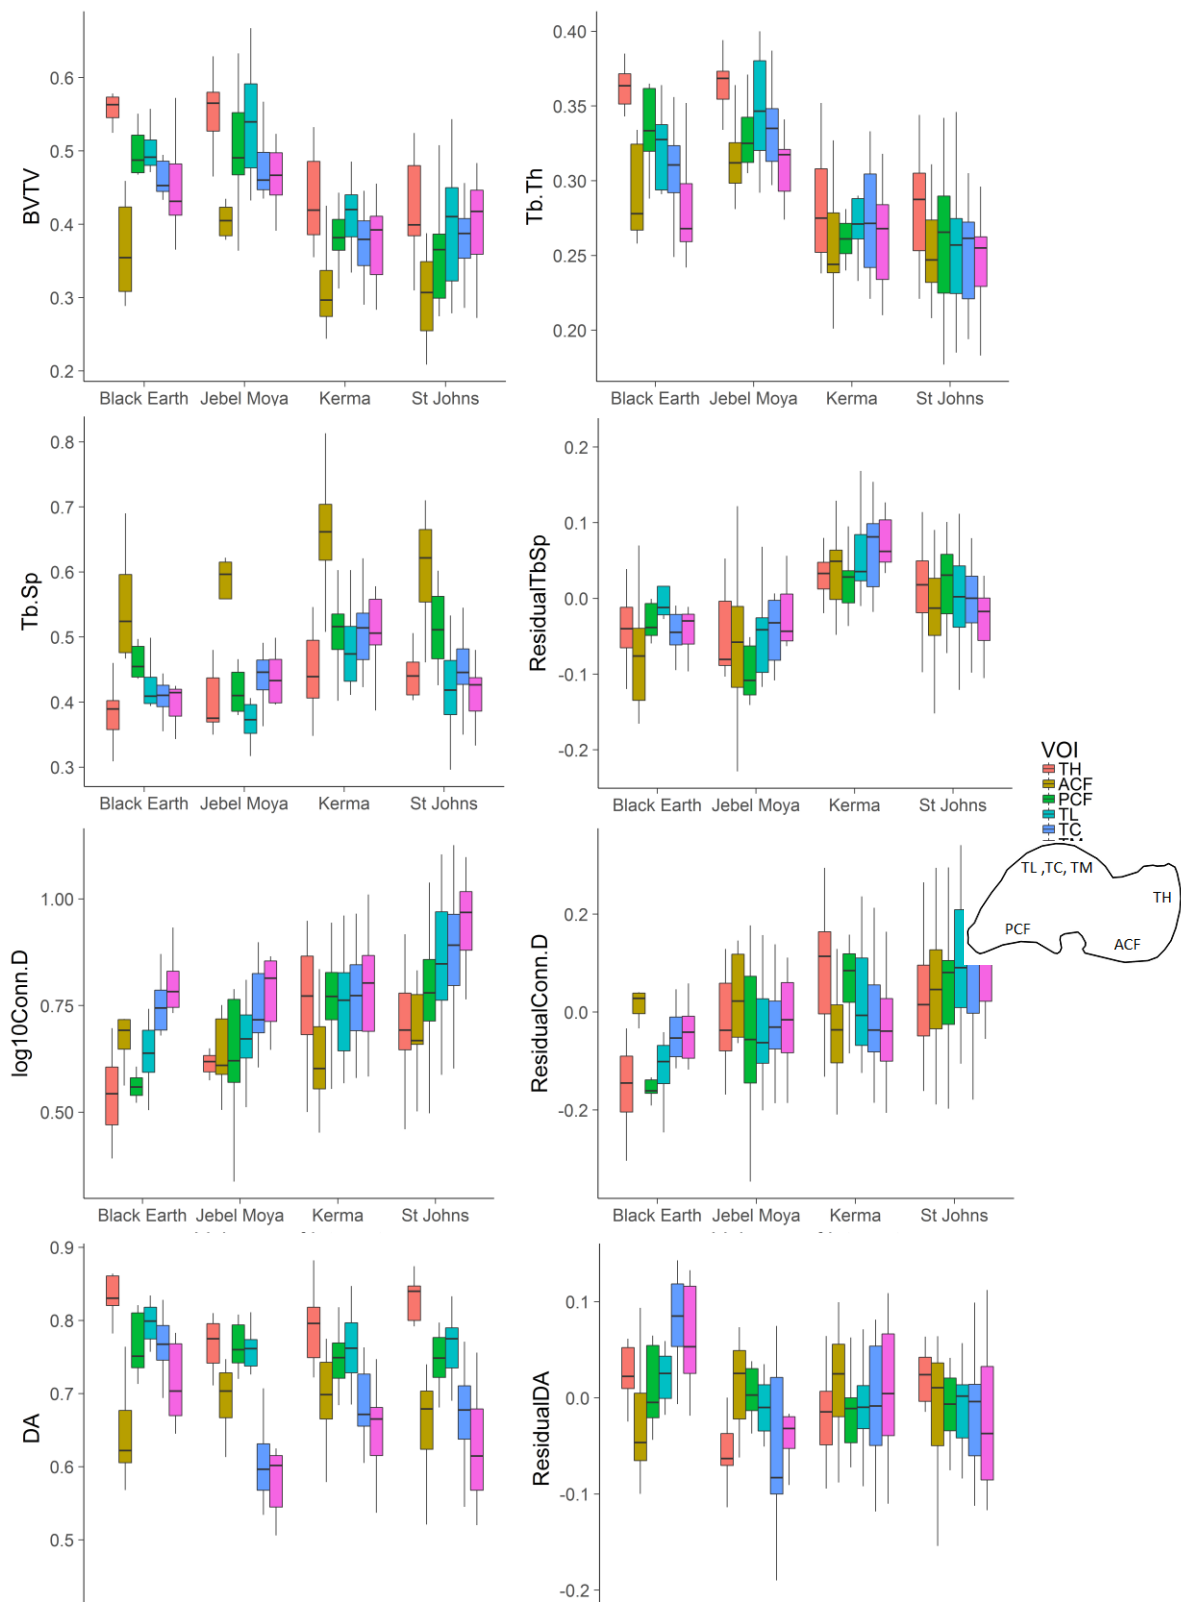 BVTV
0.6
0.5
0.4
0.3
0.2
Black Earth Jebel Moya Kerma St Johns
Tb.Th
0.40
0.35
0.30
0.25
0.20
Black Earth Jebel Moya Kerma St Johns
Tb.Sp
0.8
0.7
0.6
0.5
0.4
0.3
Black Earth Jebel Moya Kerma St Johns
ResidualTbSp
0.2
0.1
0.0
-0.1
-0.2
Black Earth Jebel Moya Kerma St Johns
VOI
TH
ACF
PCF
TL
TC
TL ,TC, TM
TH
PCF
ACF
log10Conn.D
1.00
0.75
0.50
Black Earth Jebel Moya Kerma St Johns
ResidualConn.D
0.2
0.0
-0.2
Black Earth Jebel Moya Kerma St Johns
DA
0.9
0.8
0.7
0.6
0.5
ResidualDA
0.1
0.0
-0.1
-0.2